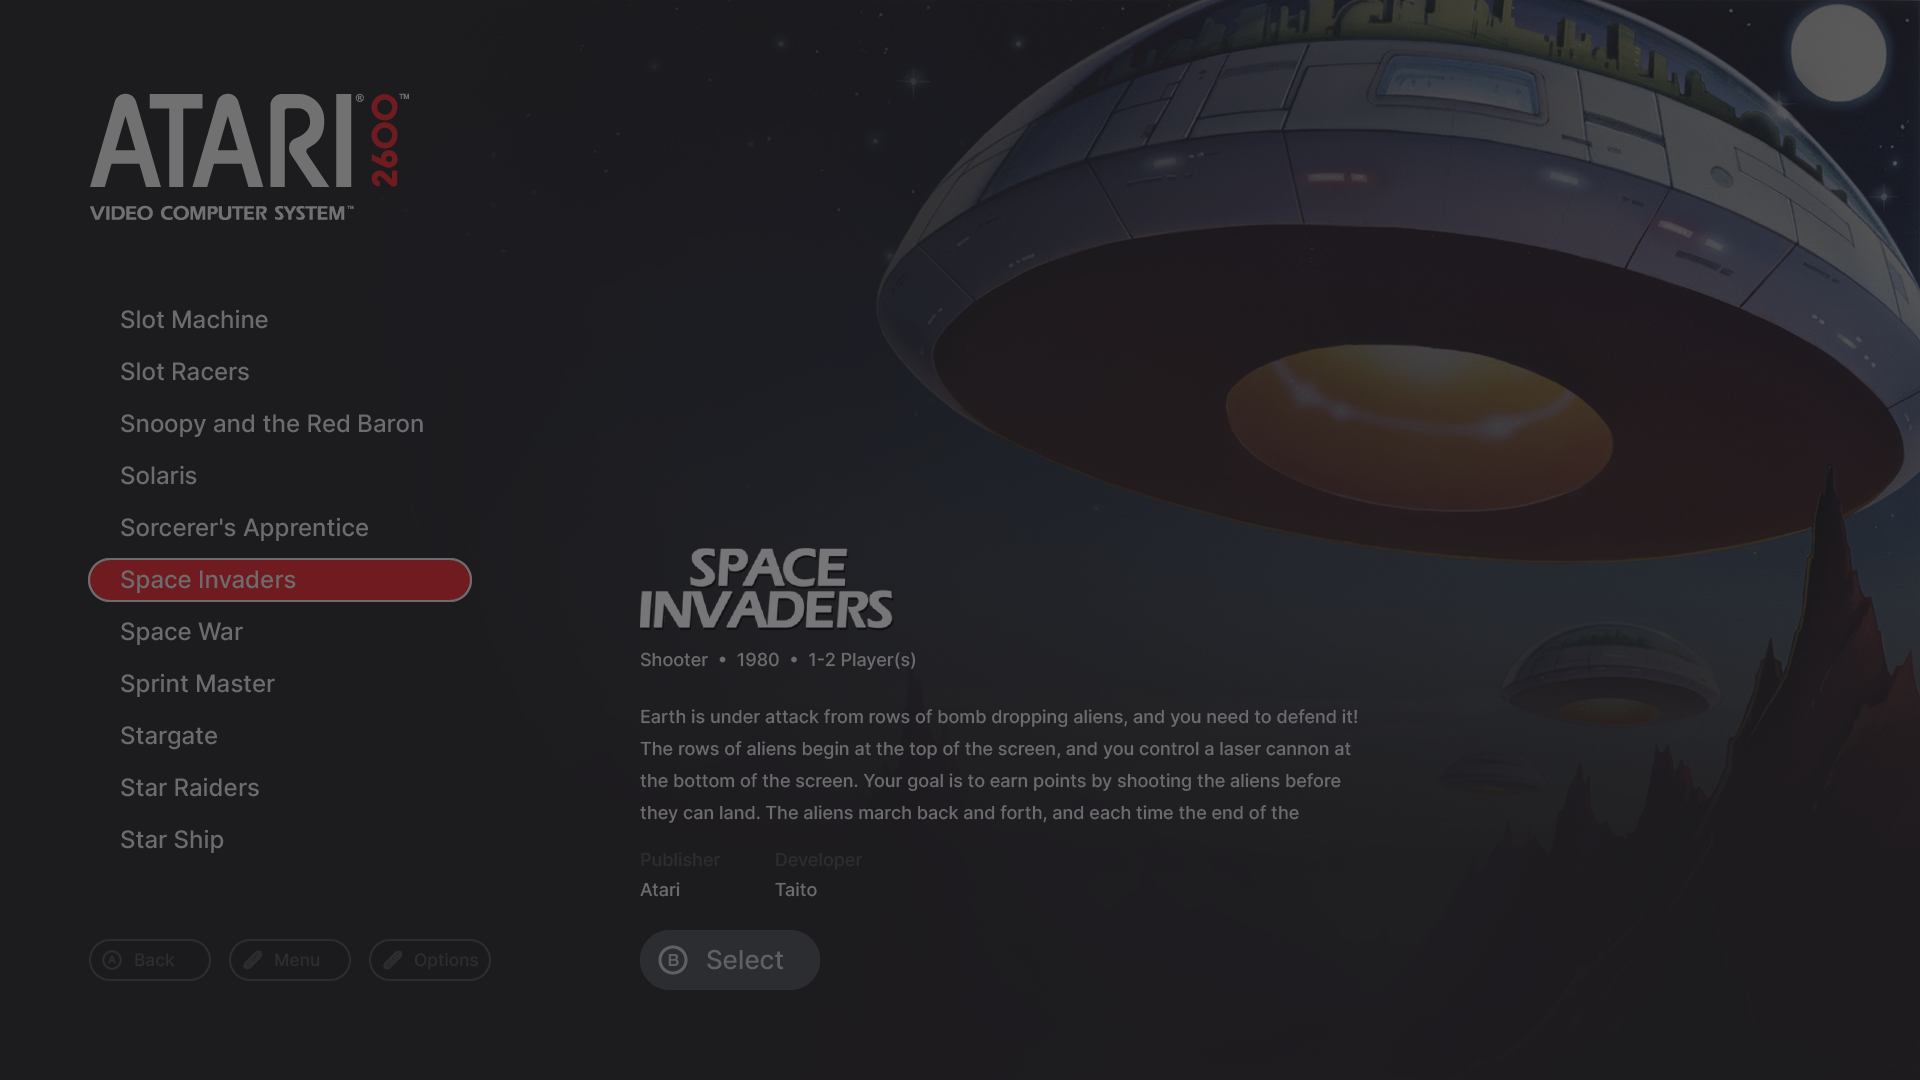 ATARI® 2600™
VIDEO COMPUTER SYSTEM™
Slot Machine
Slot Racers
Snoopy and the Red Baron
Solaris
Sorcerer's Apprentice
Space Invaders
Space War
Sprint Master
Stargate
Star Raiders
Star Ship
A Back
Menu
Options
SPACE
INVADERS
Shooter • 1980 • 1-2 Player(s)
Earth is under attack from rows of bomb dropping aliens, and you need to defend it!
The rows of aliens begin at the top of the screen, and you control a laser cannon at
the bottom of the screen. Your goal is to earn points by shooting the aliens before
they can land. The aliens march back and forth, and each time the end of the
Publisher Developer
Atari Taito
B Select